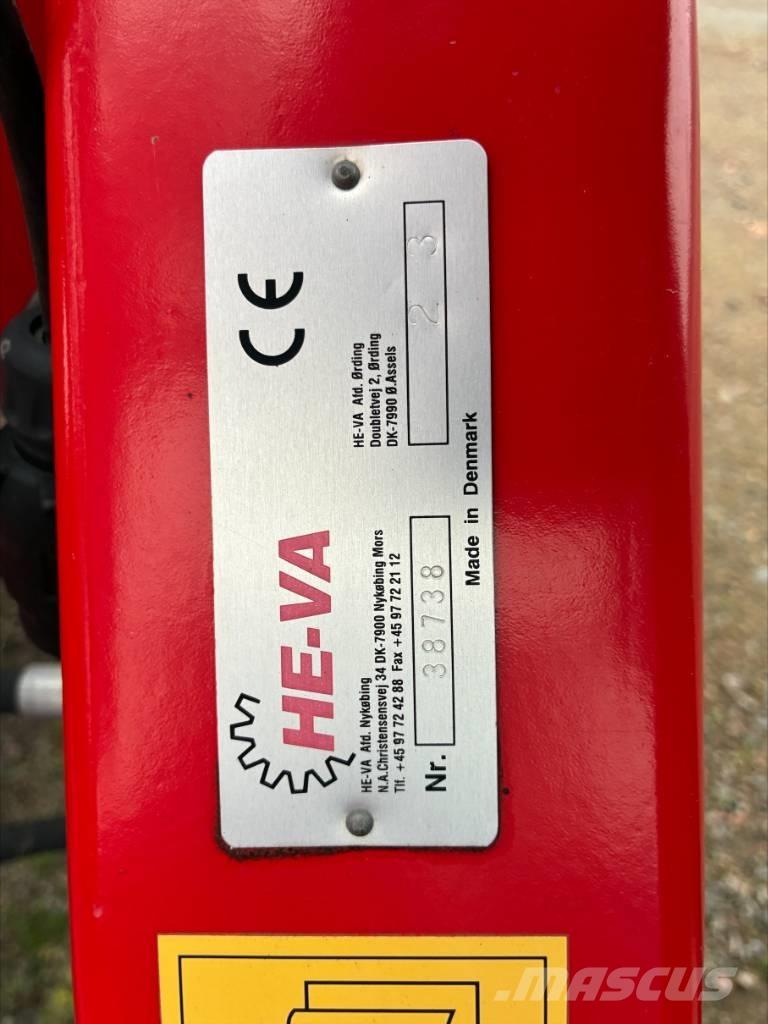 HE-VA
CE
HE-VA Afd. Nykøbing
N.A.Christensensvej 34 DK-7900 Nykøbing Mors
Tlf. +45 97 72 42 88 Fax +45 97 72 21 12
HE-VA Afd. Ørding
Doubletvej 2, Ørding
DK-7990 Ø.Assels
Nr. 38738
2 3
Made in Denmark
MASCUS